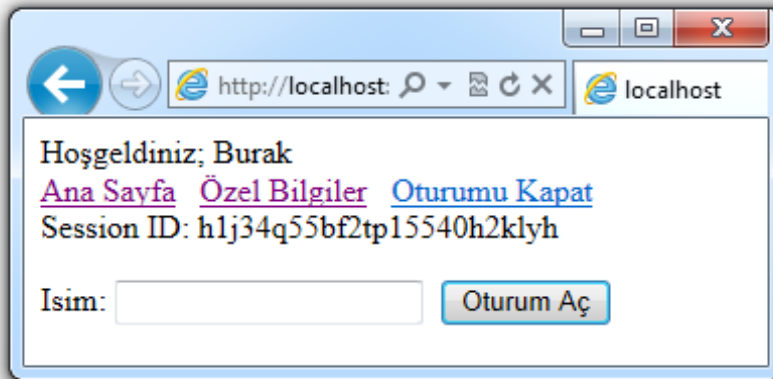 http://localhost:
localhost
Hoşgeldiniz; Burak
Ana Sayfa Özel Bilgiler Oturumu Kapat
Session ID: h1j34q55bf2tp15540h2klyh
Isim: Oturum Aç